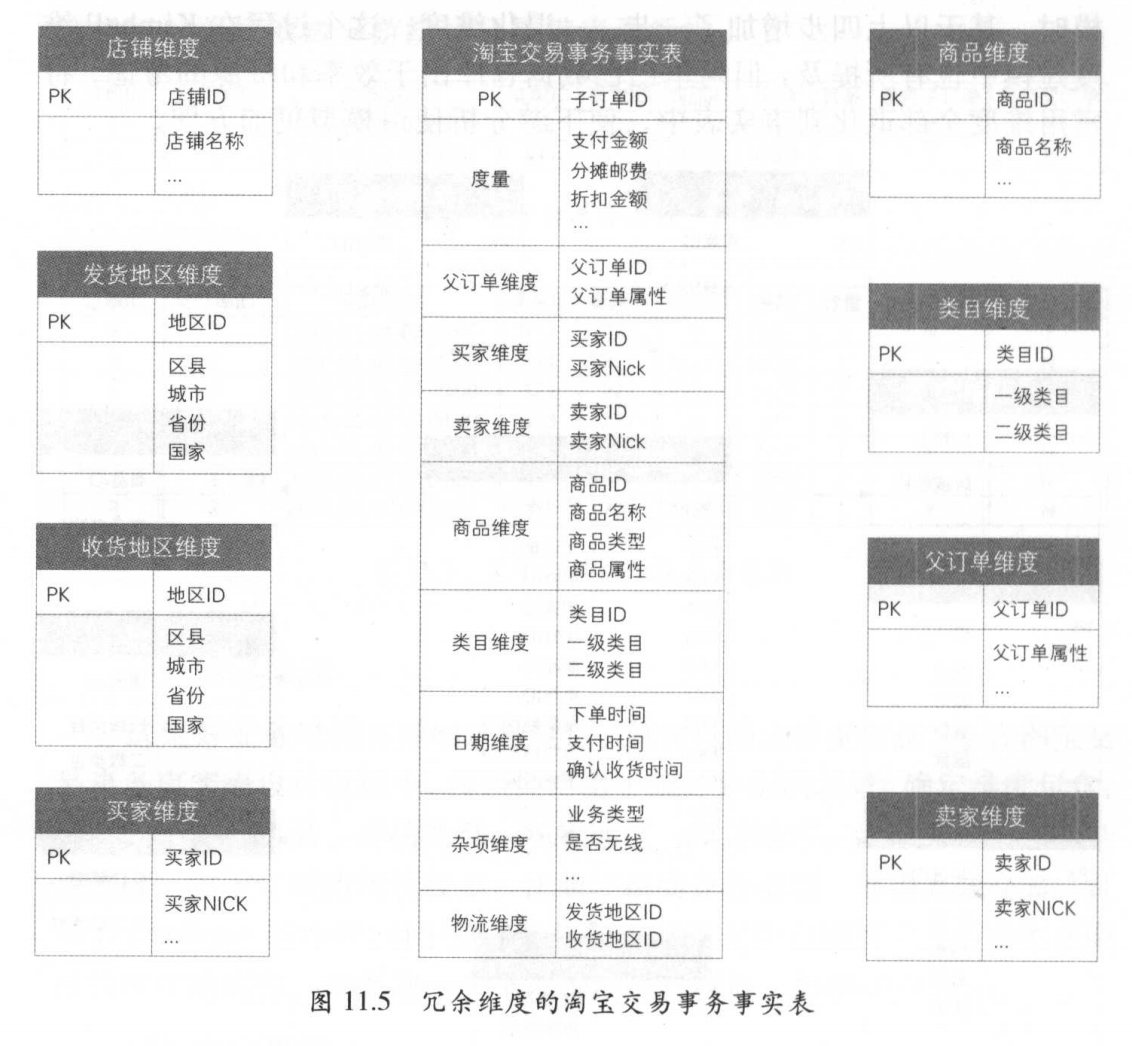 店铺维度
PK 店铺ID
店铺名称
...
发货地区维度
PK 地区ID
区县
城市
省份
国家
收货地区维度
PK 地区ID
区县
城市
省份
国家
买家维度
PK 买家ID
买家NICK
...
淘宝交易事务事实表
PK 子订单ID
度量
支付金额
分摊邮费
折扣金额
...
父订单维度
父订单ID
父订单属性
买家维度
买家ID
买家Nick
卖家维度
卖家ID
卖家Nick
商品维度
商品ID
商品名称
商品类型
商品属性
类目维度
类目ID
一级类目
二级类目
日期维度
下单时间
支付时间
确认收货时间
杂项维度
业务类型
是否无线
...
物流维度
发货地区ID
收货地区ID
商品维度
PK 商品ID
商品名称
...
类目维度
PK 类目ID
一级类目
二级类目
父订单维度
PK 父订单ID
父订单属性
...
卖家维度
PK 卖家ID
卖家NICK
...
图 11.5 冗余维度的淘宝交易事务事实表